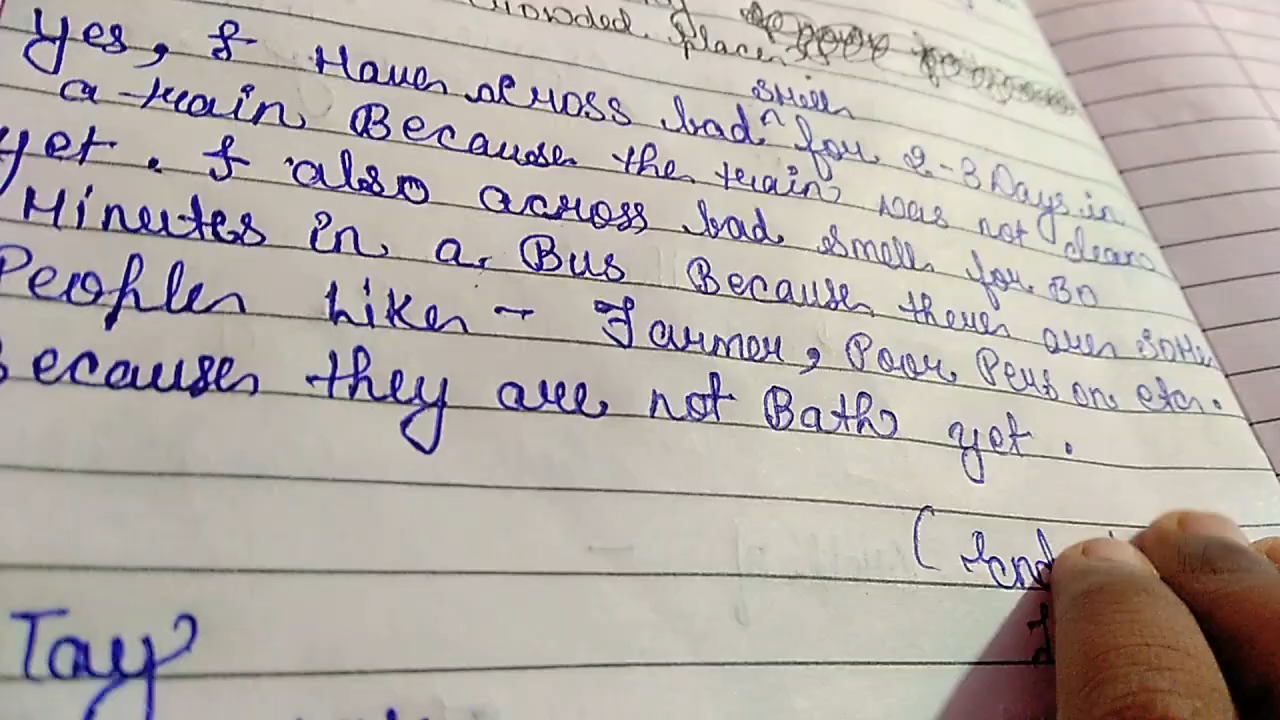 crowded place
Yes, I Have across bad smell for 2-3 Days in
a train Because the train was not clean
yet. I also across bad smell for 30
Minutes in a Bus Because there are some
People like - Farmer, Poor Person etc.
Because they are not Bath yet.
(
Tay